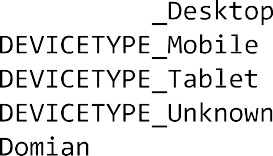 _Desktop
DEVICETYPE_Mobile
DEVICETYPE_Tablet
DEVICETYPE_Unknown
Domian